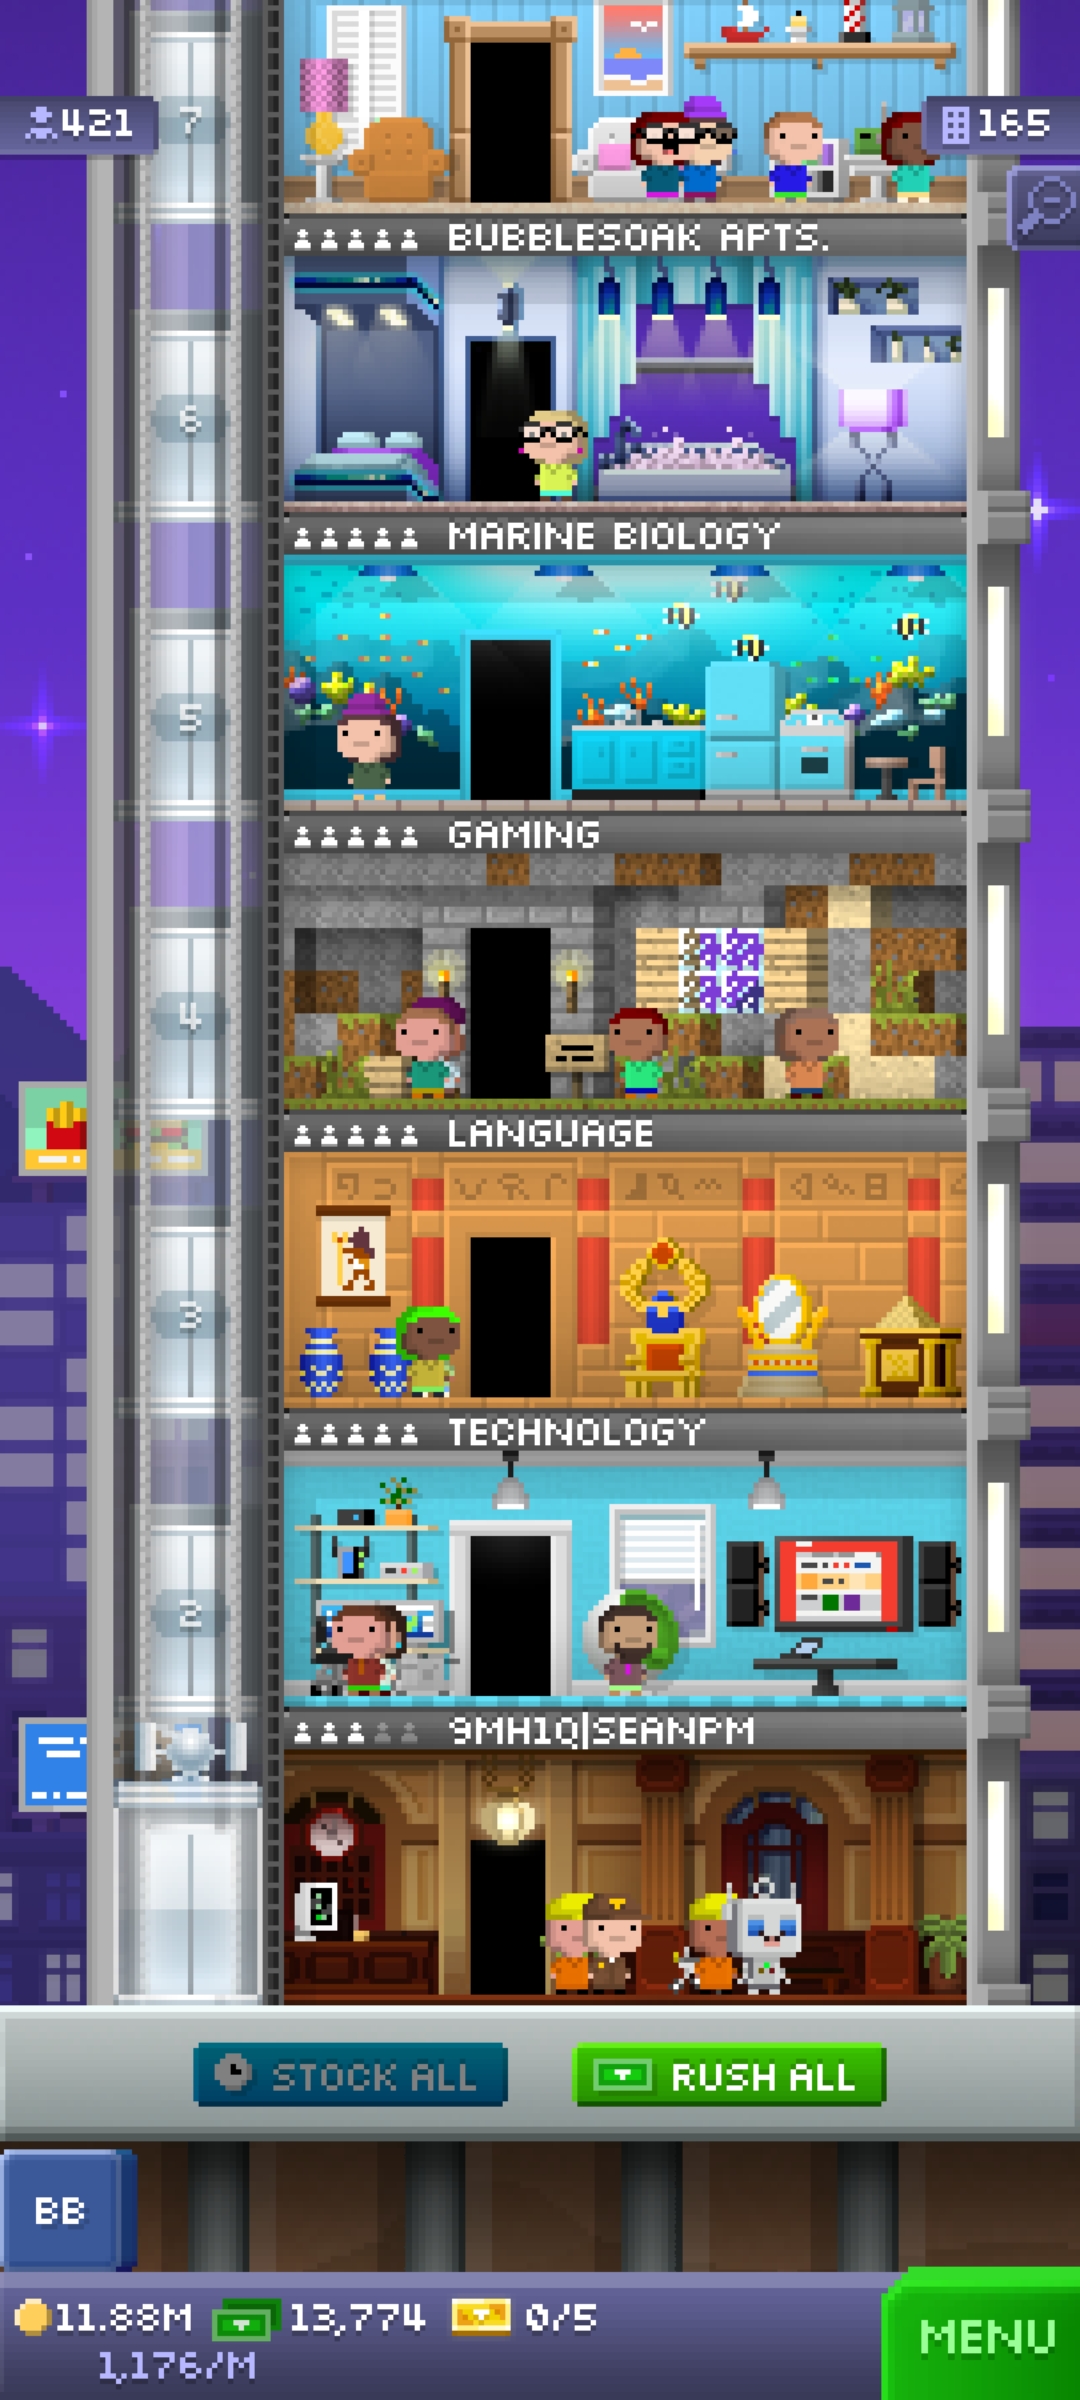 7
421
165
BUBBLESOAK APTS.
6
MARINE BIOLOGY
5
GAMING
4
LANGUAGE
3
TECHNOLOGY
2
9MH1Q|SEANPM
STOCK ALL
RUSH ALL
BB
11.88M
13,774
0/5
1,176/M
MENU